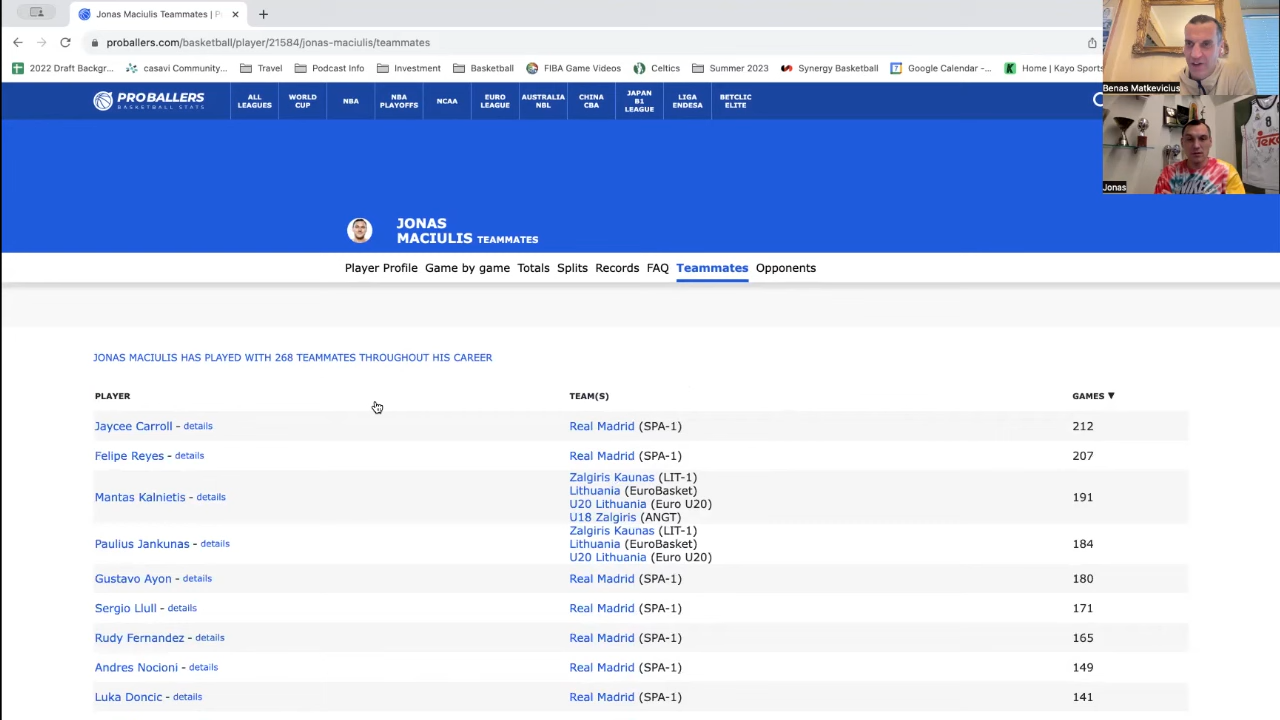 Jonas Maciulis Teammates | P
proballers.com/basketball/player/21584/jonas-maciulis/teammates
2022 Draft Backgr... casavi Community... Travel Podcast Info Investment Basketball FIBA Game Videos Celtics Summer 2023 Synergy Basketball Google Calendar -... Home | Kayo Sports
Benas Matkevicius
8
Teka
Jonas
PROBALLERS
BASKETBALL STATS
ALL LEAGUES
WORLD CUP
NBA
NBA PLAYOFFS
NCAA
EURO LEAGUE
AUSTRALIA NBL
CHINA CBA
JAPAN B1 LEAGUE
LIGA ENDESA
BETCLIC ELITE
JONAS
MACIULIS TEAMMATES
Player Profile Game by game Totals Splits Records FAQ Teammates Opponents
JONAS MACIULIS HAS PLAYED WITH 268 TEAMMATES THROUGHOUT HIS CAREER
PLAYER TEAM(S) GAMES ▼
Jaycee Carroll - details Real Madrid (SPA-1) 212
Felipe Reyes - details Real Madrid (SPA-1) 207
Zalgiris Kaunas (LIT-1)
Lithuania (EuroBasket)
Mantas Kalnietis - details 191
U20 Lithuania (Euro U20)
U18 Zalgiris (ANGT)
Zalgiris Kaunas (LIT-1)
Paulius Jankunas - details Lithuania (EuroBasket) 184
U20 Lithuania (Euro U20)
Gustavo Ayon - details Real Madrid (SPA-1) 180
Sergio Llull - details Real Madrid (SPA-1) 171
Rudy Fernandez - details Real Madrid (SPA-1) 165
Andres Nocioni - details Real Madrid (SPA-1) 149
Luka Doncic - details Real Madrid (SPA-1) 141